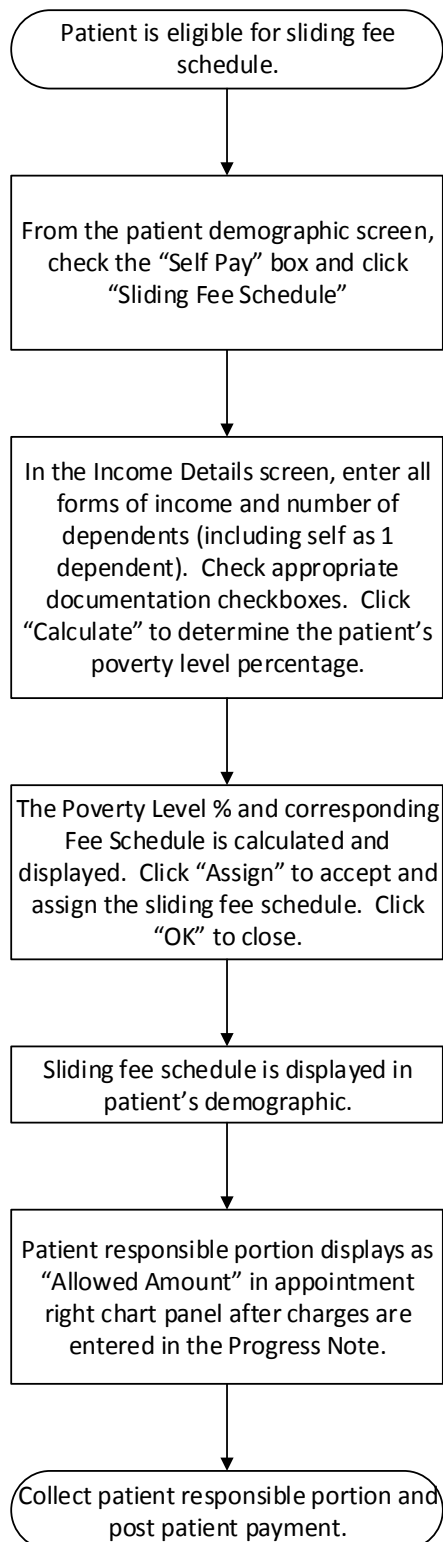 Patient is eligible for sliding fee
schedule.
From the patient demographic screen,
check the “Self Pay” box and click
“Sliding Fee Schedule”
In the Income Details screen, enter all
forms of income and number of
dependents (including self as 1
dependent).  Check appropriate
documentation checkboxes.  Click
“Calculate” to determine the patient’s
poverty level percentage.
The Poverty Level % and corresponding
Fee Schedule is calculated and
displayed.  Click “Assign” to accept and
assign the sliding fee schedule.  Click
“OK” to close.
Sliding fee schedule is displayed in
patient’s demographic.
Patient responsible portion displays as
“Allowed Amount” in appointment
right chart panel after charges are
entered in the Progress Note.
Collect patient responsible portion and
post patient payment.